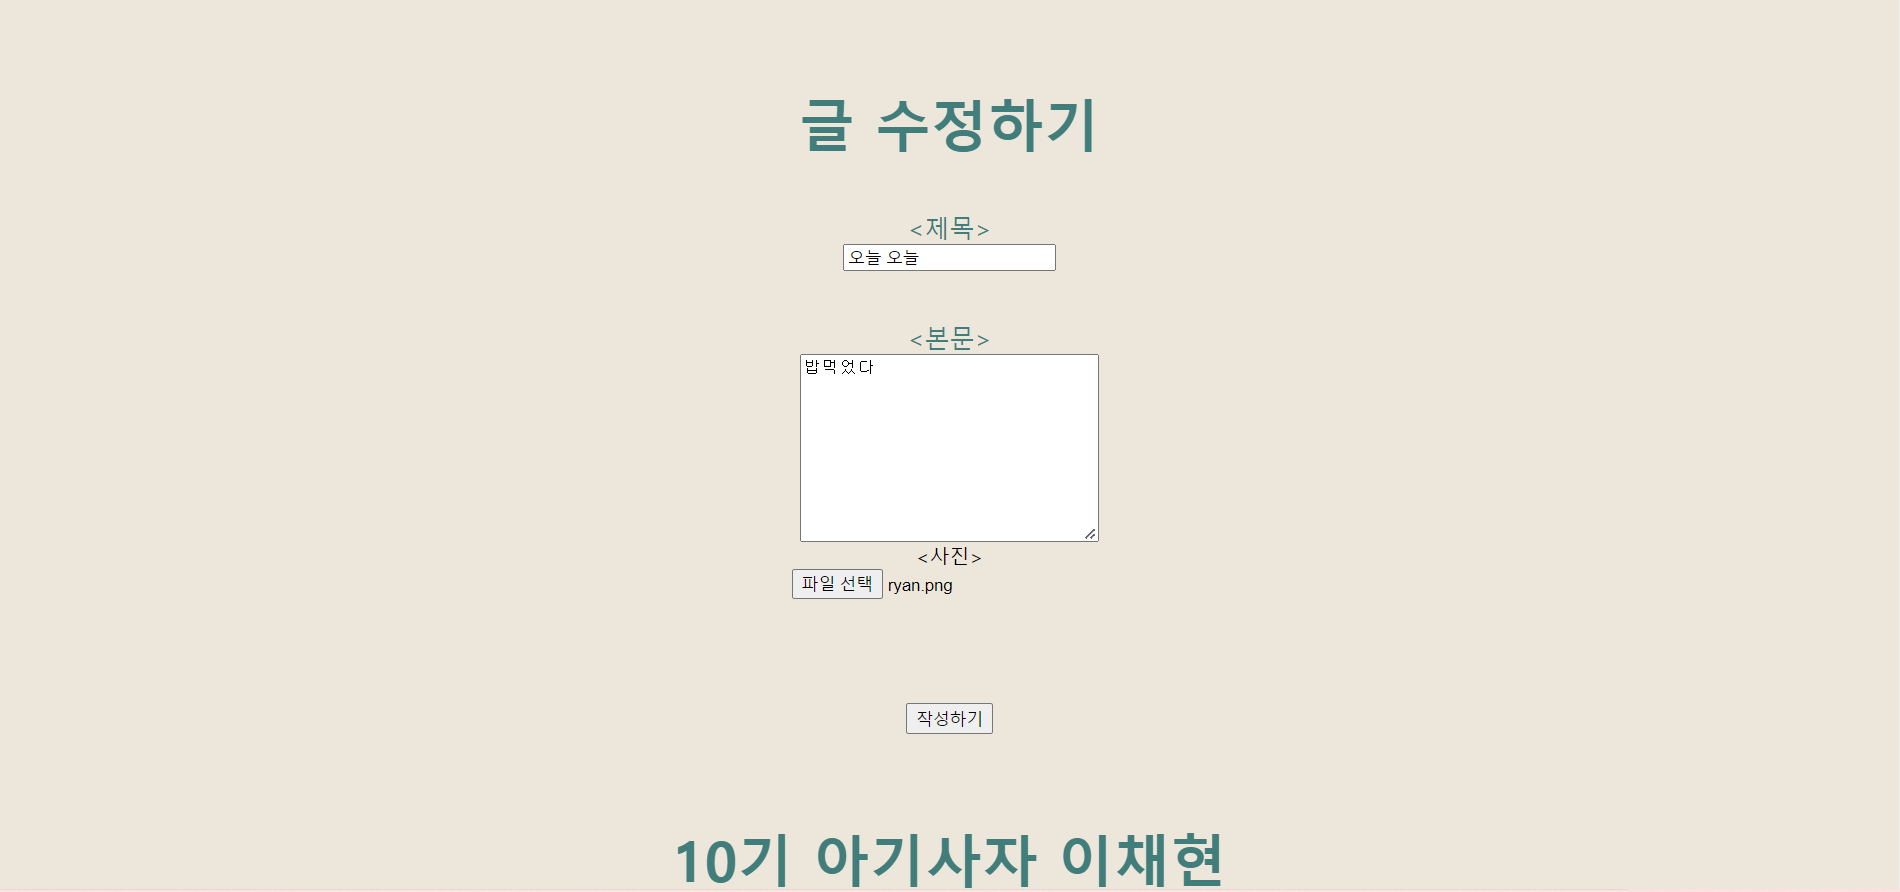 글 수정하기
<제목>
오늘 오늘
<본문>
밥먹었다
<사진>
파일 선택 ryan.png
작성하기
10기 아기사자 이채현